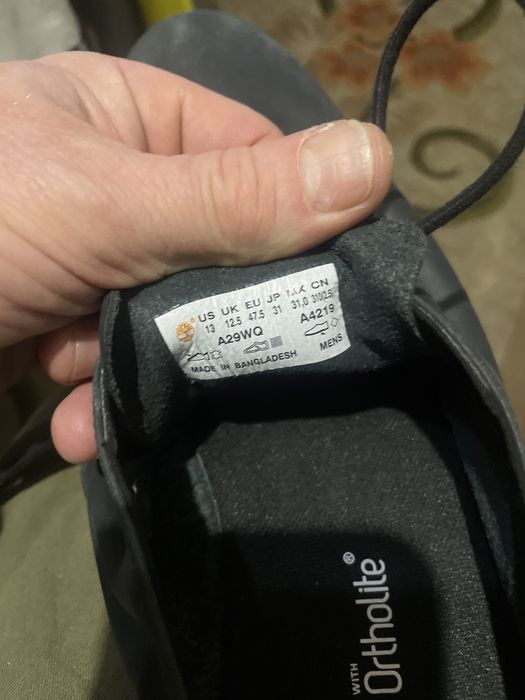 US UK EU JP MX CN
13 12.5 47.5 31 31,0 310(2.5)
A29WQ A4219
MADE IN BANGLADESH MENS
WITH
Ortholite®